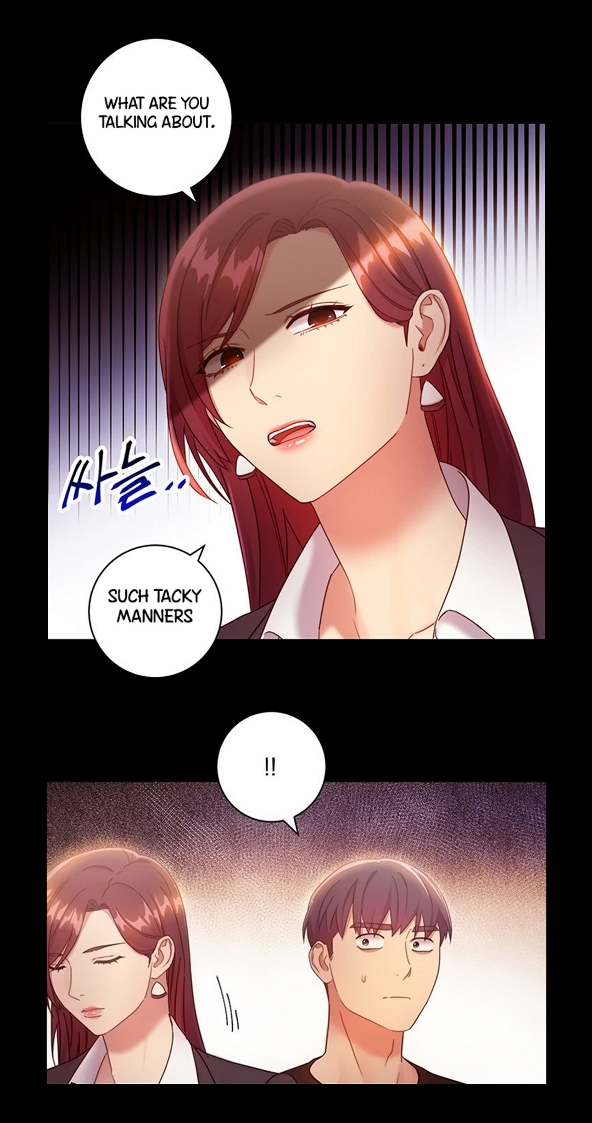 WHAT ARE YOU
TALKING ABOUT.
싸늘..
SUCH TACKY
MANNERS
!!